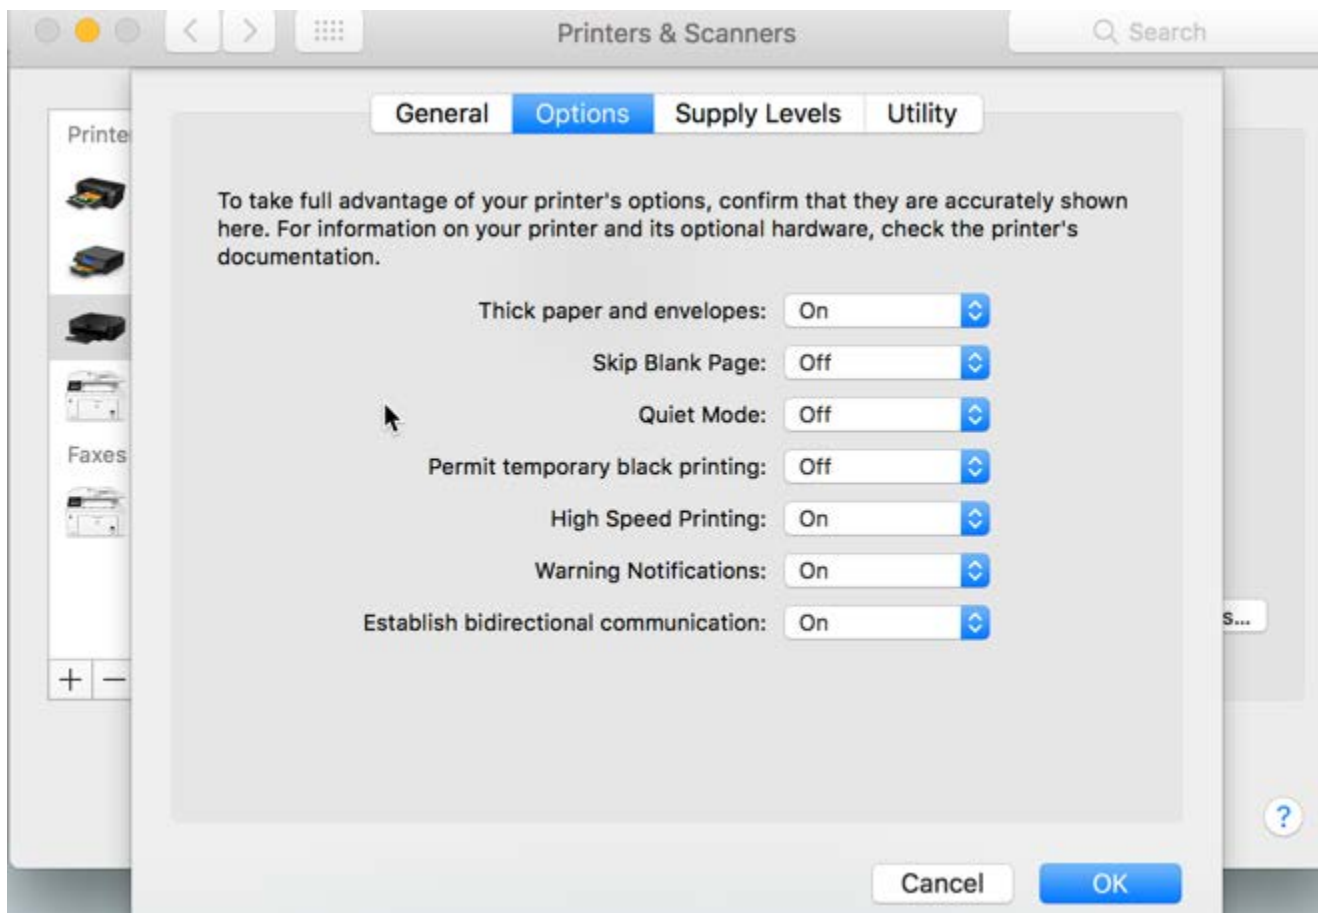 Printers & Scanners
Search
General Options Supply Levels Utility
To take full advantage of your printer's options, confirm that they are accurately shown
here. For information on your printer and its optional hardware, check the printer's
documentation.
Thick paper and envelopes: On
Skip Blank Page: Off
Quiet Mode: Off
Permit temporary black printing: Off
High Speed Printing: On
Warning Notifications: On
Establish bidirectional communication: On
Faxes
+ −
?
Cancel OK